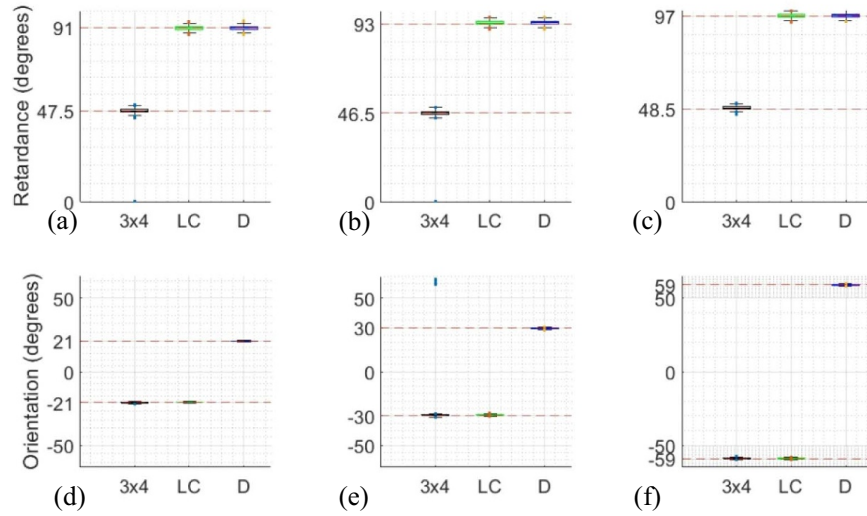 Retardance (degrees)
91
47.5
0
(a)
3x4 LC D
93
46.5
0
(b)
3x4 LC D
97
48.5
0
(c)
3x4 LC D
Orientation (degrees)
50
21
0
-21
-50
(d)
3x4 LC D
50
30
0
-30
-50
(e)
3x4 LC D
59
50
0
-50
-59
(f)
3x4 LC D